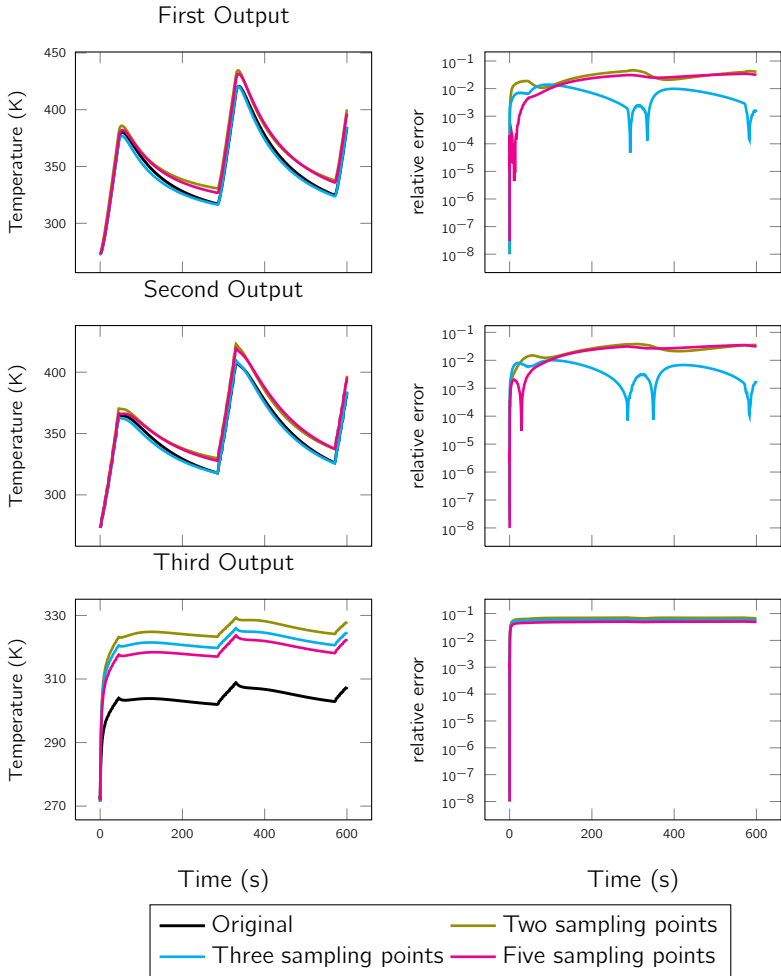 First Output
450
400
350
300
Temperature (K)
10−1
10−2
10−3
10−4
10−5
10−6
10−7
10−8
relative error
Second Output
400
350
300
Temperature (K)
10−1
10−2
10−3
10−4
10−5
10−6
10−7
10−8
relative error
Third Output
330
310
290
270
Temperature (K)
0 200 400 600
Time (s)
10−1
10−2
10−3
10−4
10−5
10−6
10−7
10−8
relative error
0 200 400 600
Time (s)
Original Two sampling points
Three sampling points Five sampling points